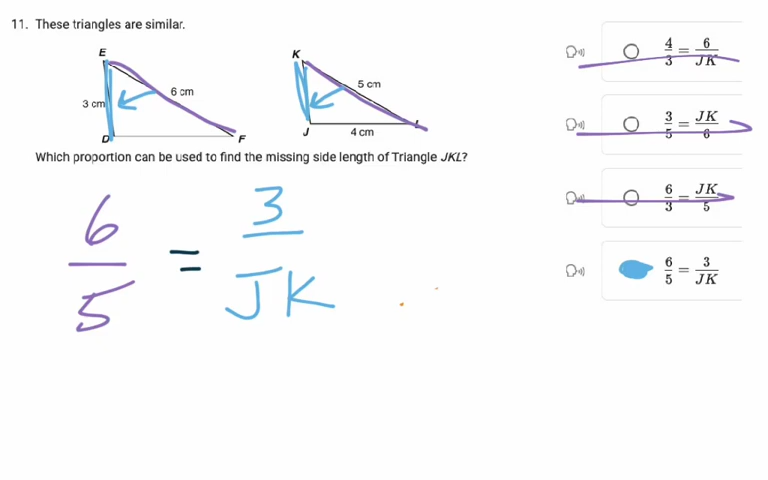 11. These triangles are similar.
E
6 cm
3 cm
D
F
K
5 cm
J
4 cm
L
Which proportion can be used to find the missing side length of Triangle JKL?
6/5 = 3/JK
4/3 = 6/JK
3/5 = JK/6
6/3 = JK/5
6/5 = 3/JK